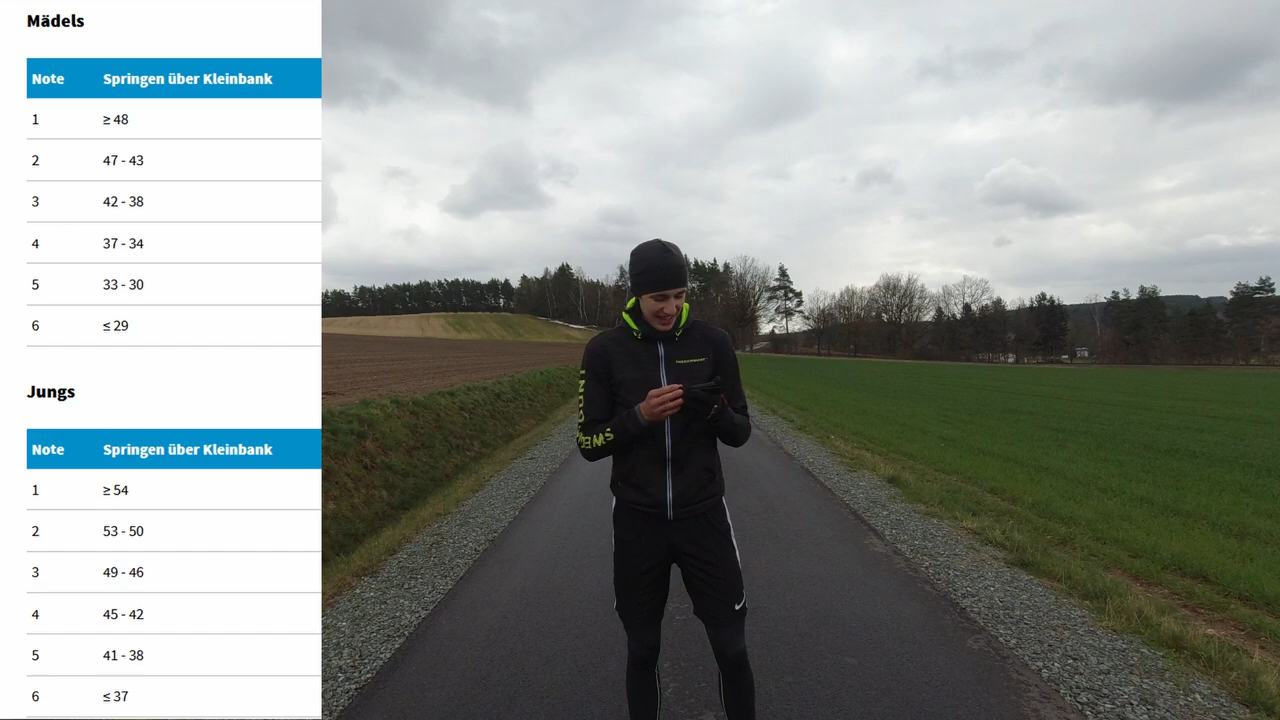 Mädels
Note Springen über Kleinbank
1 ≥ 48
2 47 - 43
3 42 - 38
4 37 - 34
5 33 - 30
6 ≤ 29
Jungs
Note Springen über Kleinbank
1 ≥ 54
2 53 - 50
3 49 - 46
4 45 - 42
5 41 - 38
6 ≤ 37